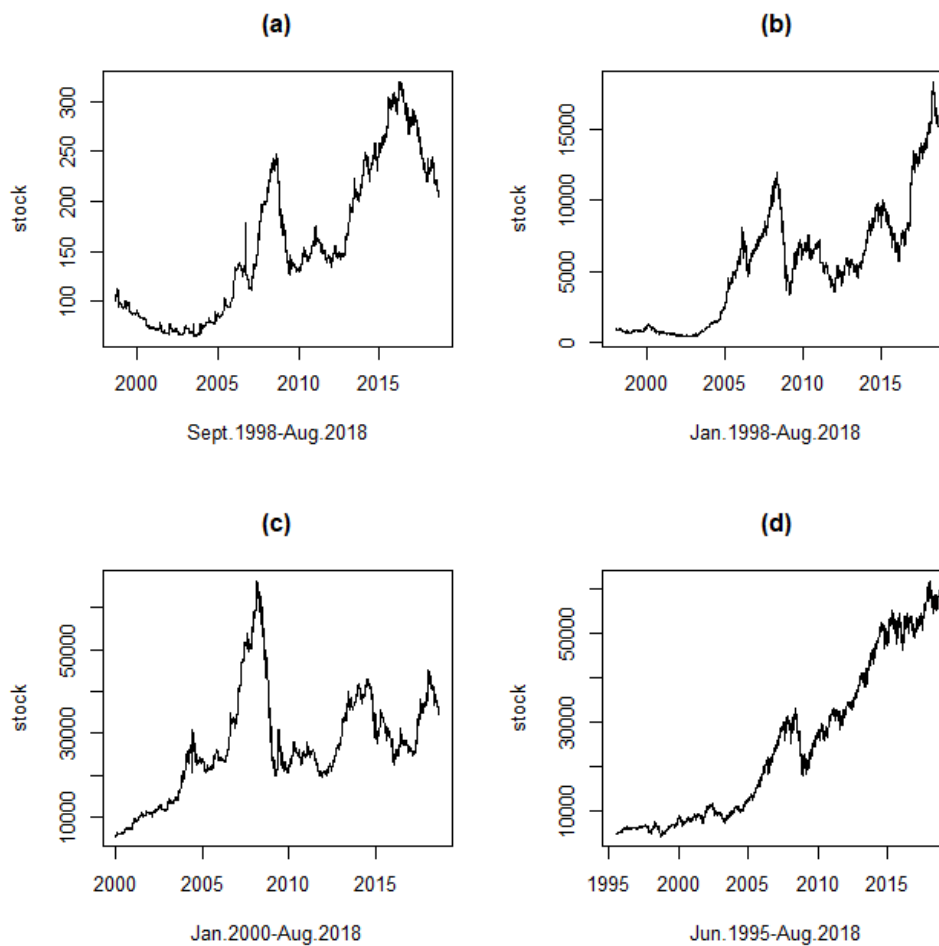 (a)
stock
300
250
200
150
100
2000 2005 2010 2015
Sept.1998-Aug.2018
(b)
stock
15000
10000
5000
0
2000 2005 2010 2015
Jan.1998-Aug.2018
(c)
stock
50000
30000
10000
2000 2005 2010 2015
Jan.2000-Aug.2018
(d)
stock
50000
30000
10000
1995 2000 2005 2010 2015
Jun.1995-Aug.2018